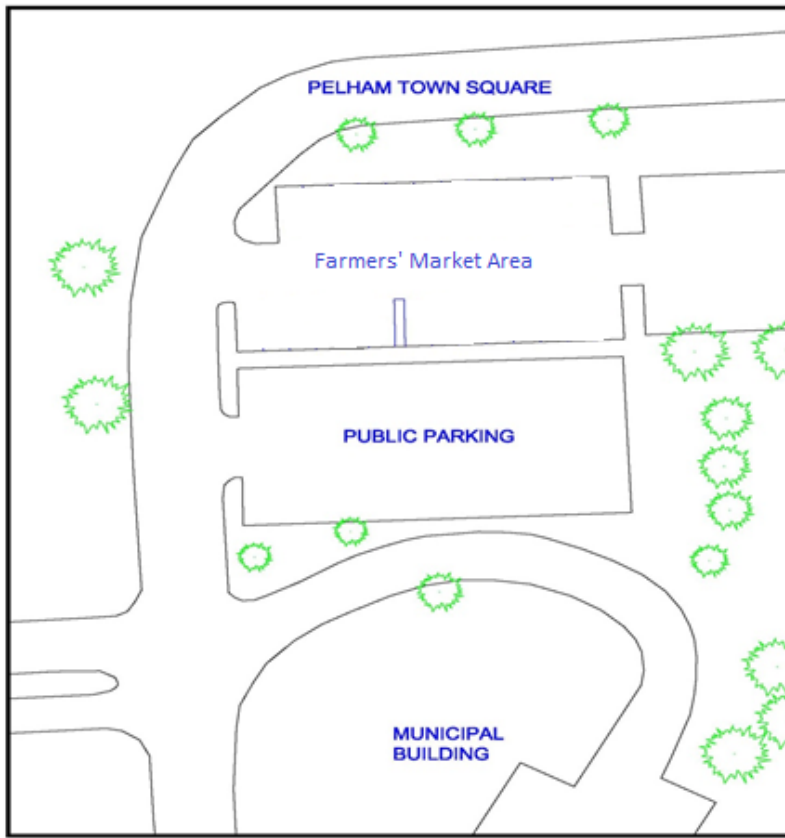 PELHAM TOWN SQUARE
Farmers' Market Area
PUBLIC PARKING
MUNICIPAL
BUILDING